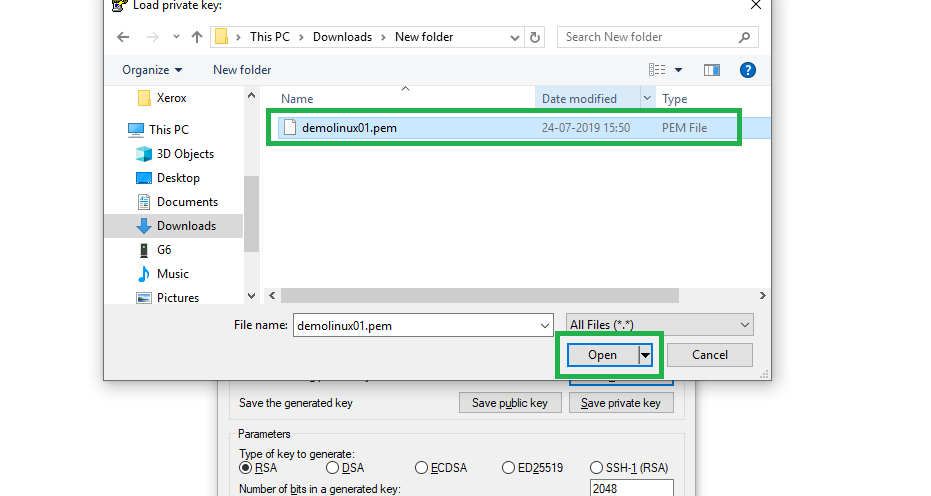 Load private key:
This PC
Downloads
New folder
Search New folder
Organize
New folder
?
Xerox
This PC
3D Objects
Desktop
Documents
Downloads
G6
Music
Pictures
Name
Date modified
Type
demolinux01.pem
24-07-2019 15:50
PEM File
File name:
demolinux01.pem
All Files (*.*)
Open
Cancel
Save the generated key
Save public key
Save private key
Parameters
Type of key to generate:
RSA
DSA
ECDSA
ED25519
SSH-1 (RSA)
Number of bits in a generated key:
2048